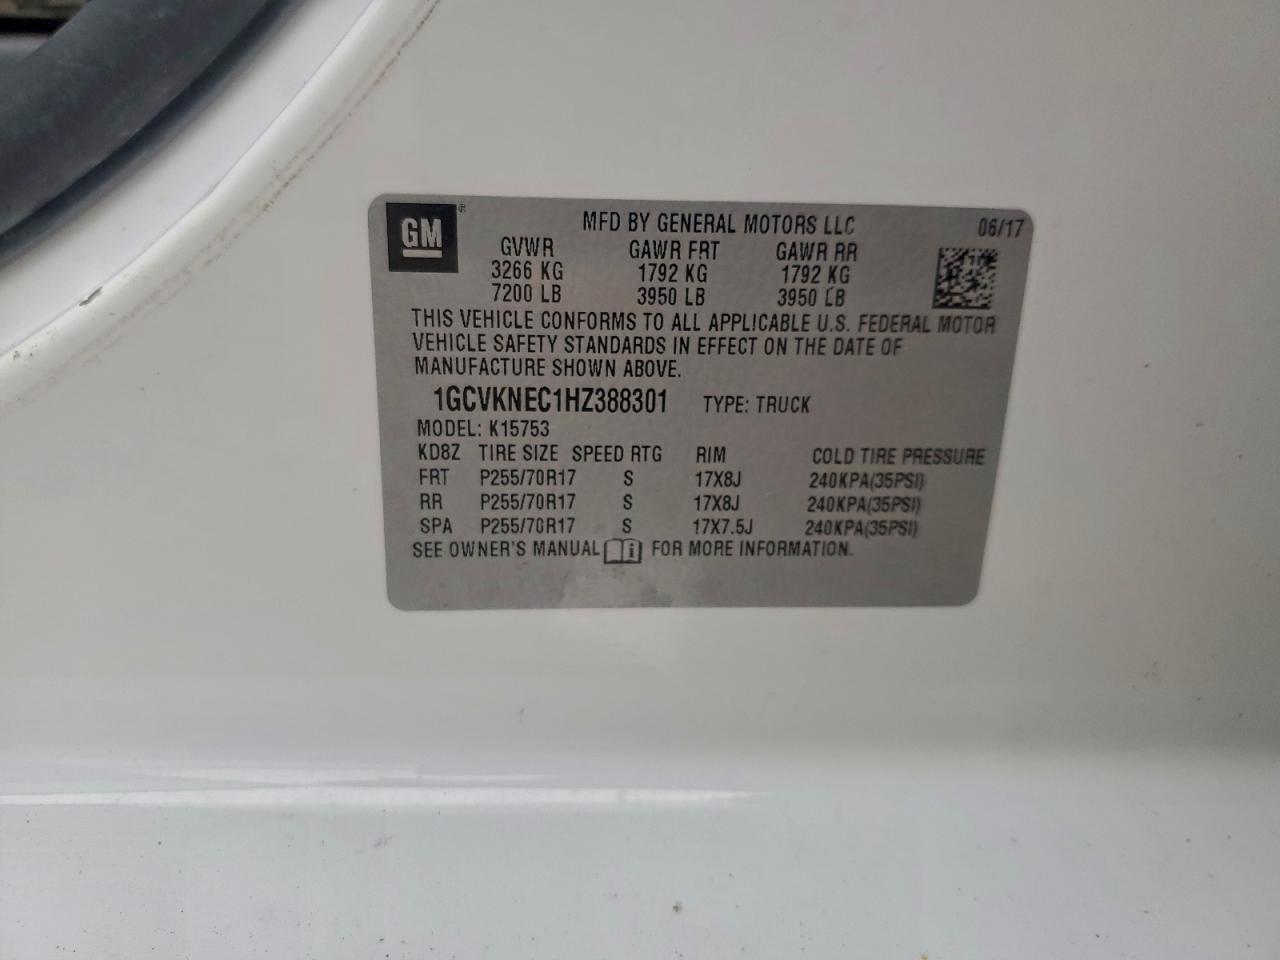 GM® MFD BY GENERAL MOTORS LLC 06/17
GVWR GAWR FRT GAWR RR
3266 KG 1792 KG 1792 KG
7200 LB 3950 LB 3950 LB
THIS VEHICLE CONFORMS TO ALL APPLICABLE U.S. FEDERAL MOTOR
VEHICLE SAFETY STANDARDS IN EFFECT ON THE DATE OF
MANUFACTURE SHOWN ABOVE.
1GCVKNEC1HZ388301 TYPE: TRUCK
MODEL: K15753
KD8Z TIRE SIZE SPEED RTG RIM COLD TIRE PRESSURE
FRT P255/70R17 S 17X8J 240KPA(35PSI)
RR P255/70R17 S 17X8J 240KPA(35PSI)
SPA P255/70R17 S 17X7.5J 240KPA(35PSI)
SEE OWNER'S MANUAL i FOR MORE INFORMATION.